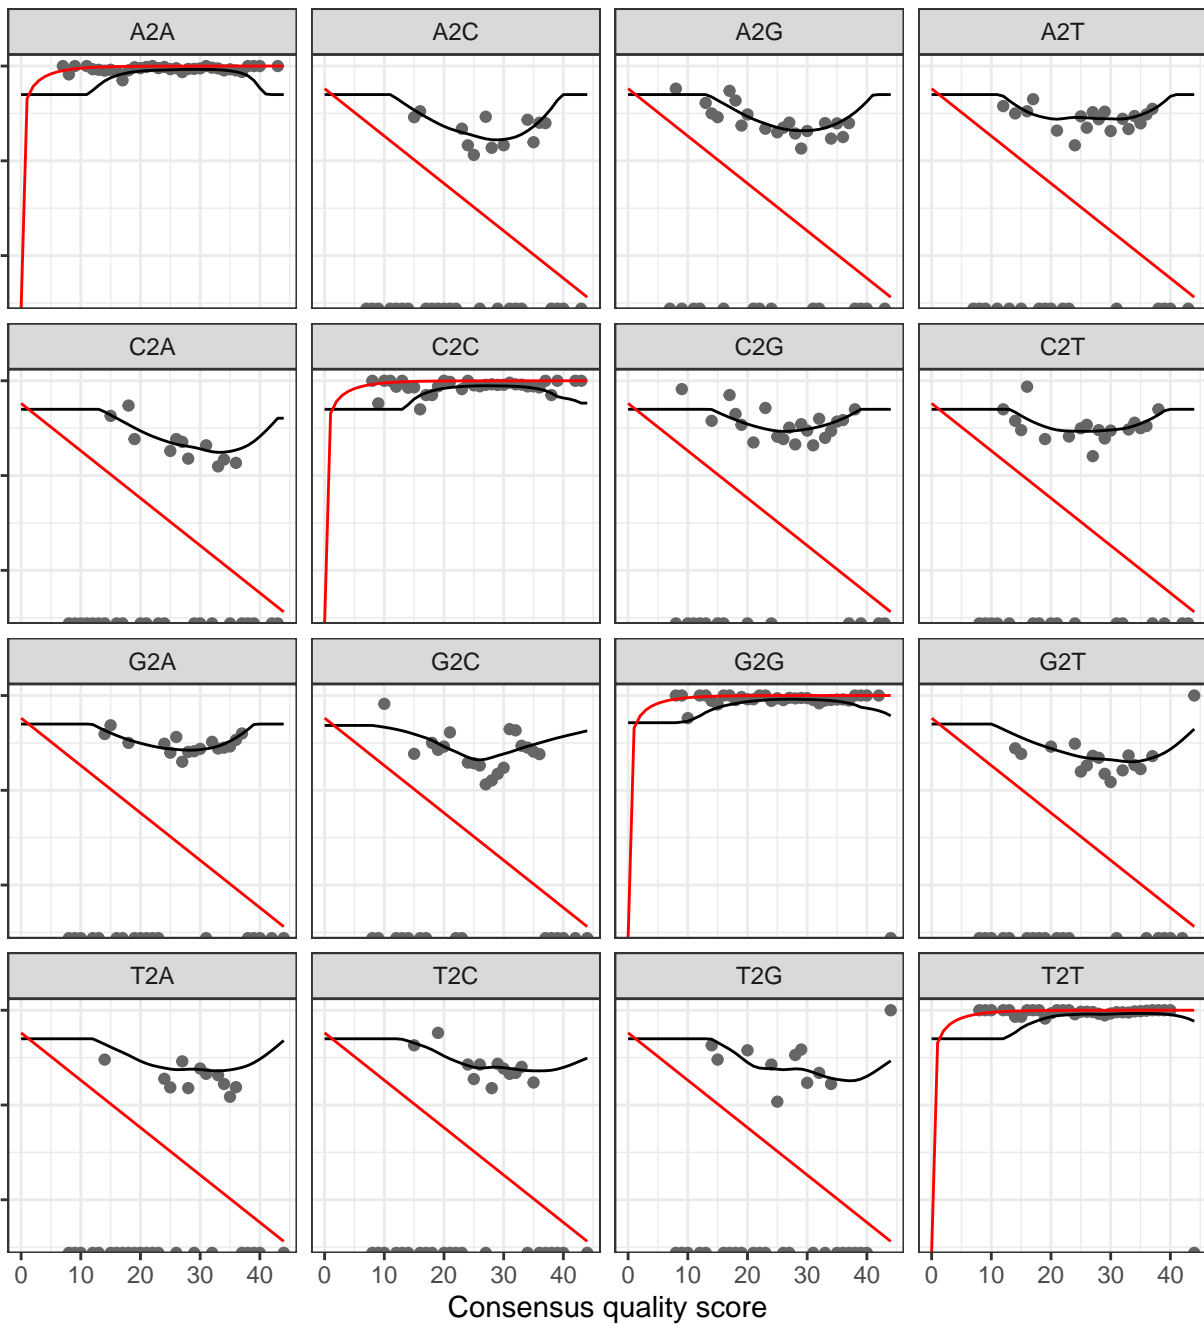 A2A A2C A2G A2T
C2A C2C C2G C2T
G2A G2C G2G G2T
T2A T2C T2G T2T
0 10 20 30 40 0 10 20 30 40 0 10 20 30 40 0 10 20 30 40
Consensus quality score